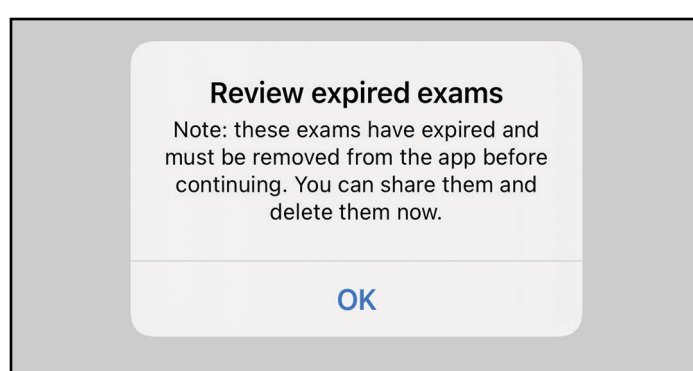 Review expired exams
Note: these exams have expired and
must be removed from the app before
continuing. You can share them and
delete them now.
OK